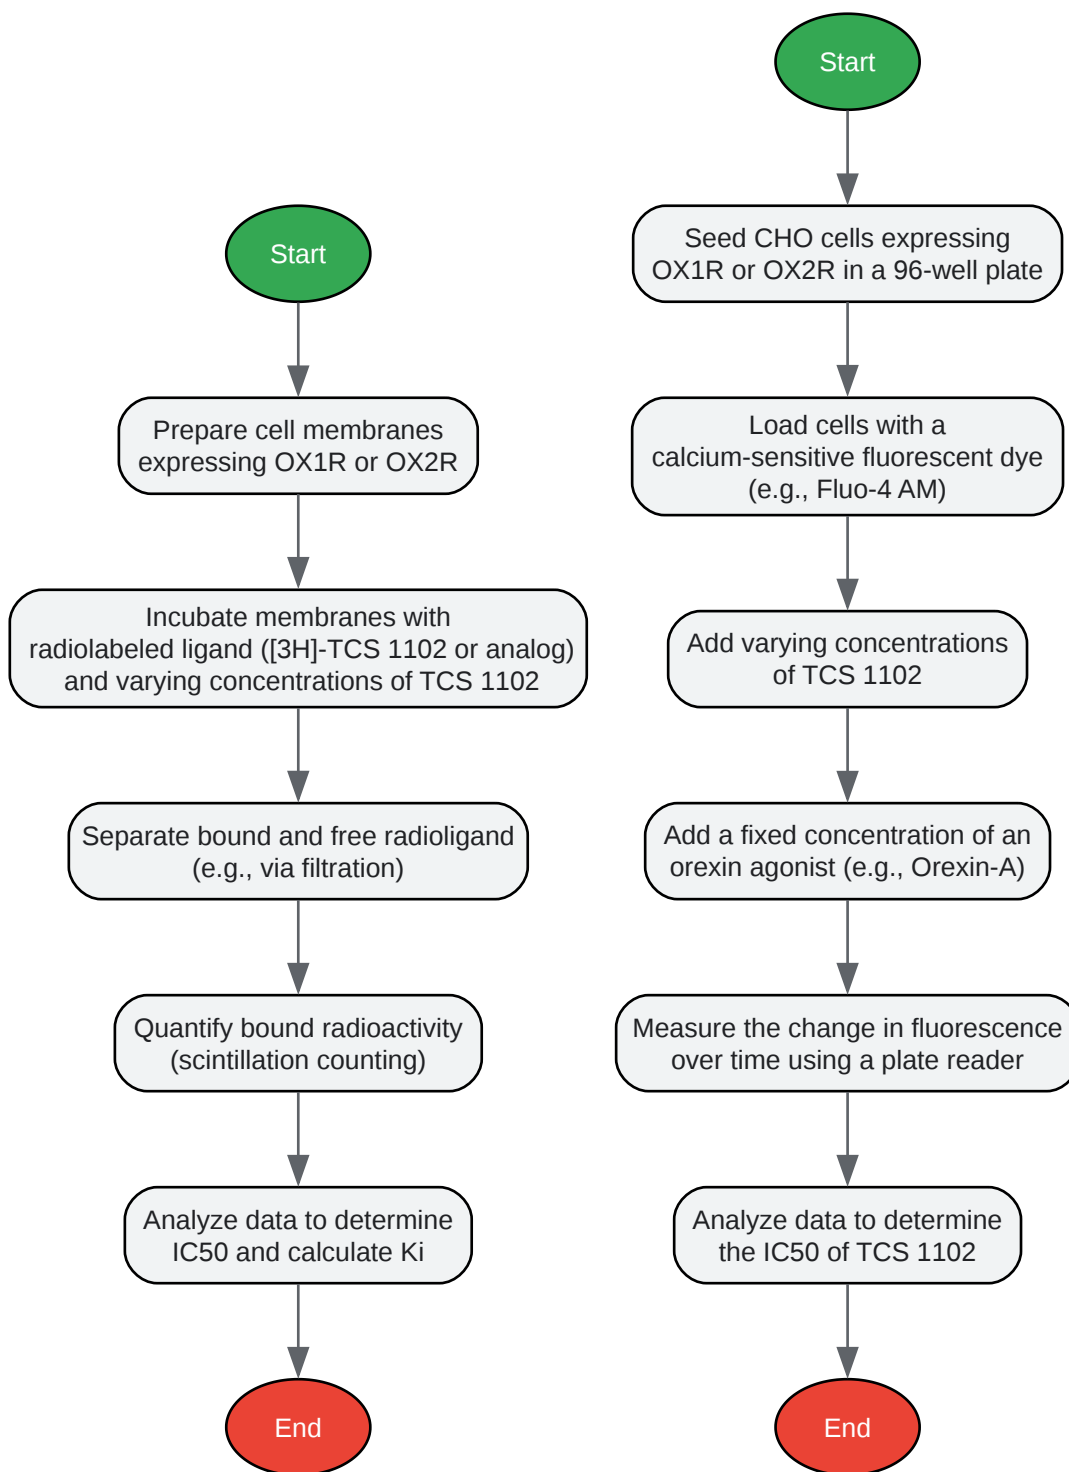 Start
Prepare cell membranes
expressing OX1R or OX2R
Incubate membranes with
radiolabeled ligand ([3H]-TCS 1102 or analog)
and varying concentrations of TCS 1102
Separate bound and free radioligand
(e.g., via filtration)
Quantify bound radioactivity
(scintillation counting)
Analyze data to determine
IC50 and calculate Ki
End
Start
Seed CHO cells expressing
OX1R or OX2R in a 96-well plate
Load cells with a
calcium-sensitive fluorescent dye
(e.g., Fluo-4 AM)
Add varying concentrations
of TCS 1102
Add a fixed concentration of an
orexin agonist (e.g., Orexin-A)
Measure the change in fluorescence
over time using a plate reader
Analyze data to determine
the IC50 of TCS 1102
End